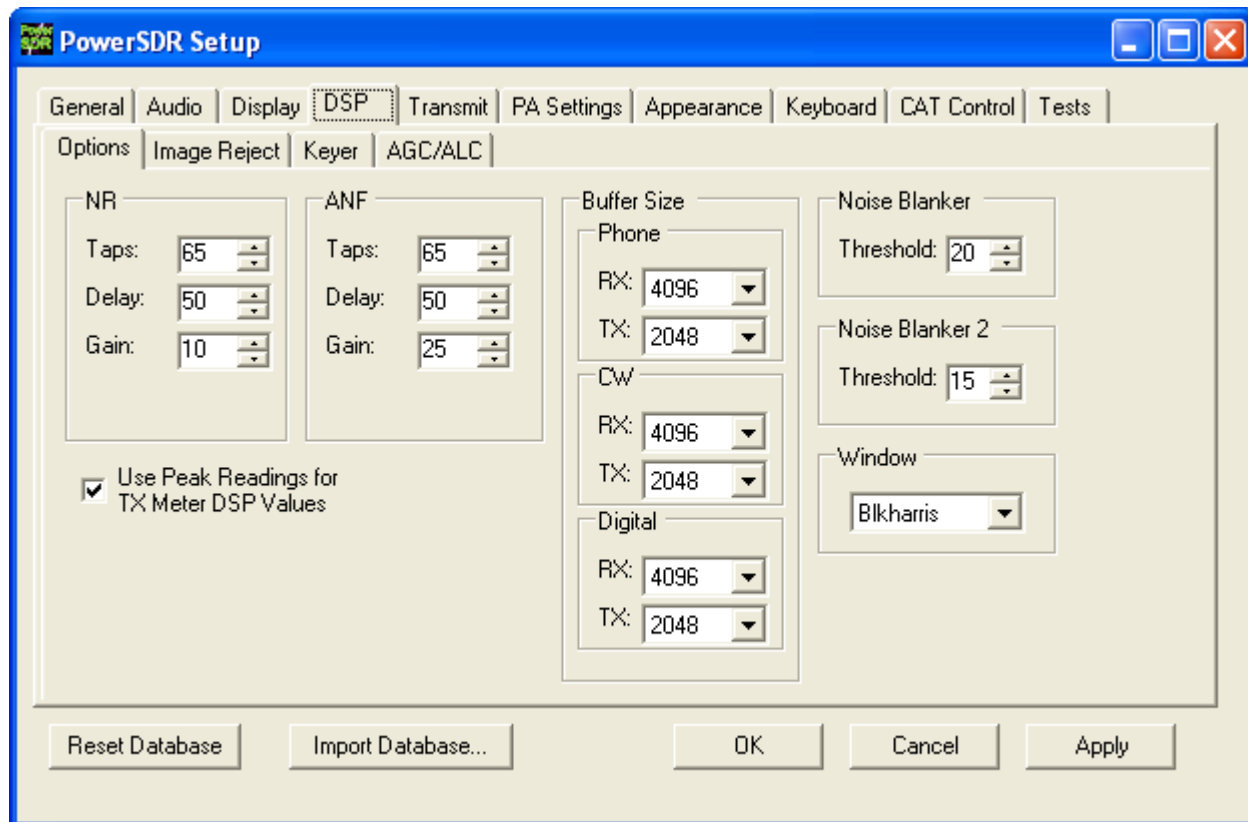 PowerSDR Setup
General Audio Display DSP Transmit PA Settings Appearance Keyboard CAT Control Tests
Options Image Reject Keyer AGC/ALC
NR
Taps: 65
Delay: 50
Gain: 10
ANF
Taps: 65
Delay: 50
Gain: 25
Use Peak Readings for
TX Meter DSP Values
Buffer Size
Phone
RX: 4096
TX: 2048
CW
RX: 4096
TX: 2048
Digital
RX: 4096
TX: 2048
Noise Blanker
Threshold: 20
Noise Blanker 2
Threshold: 15
Window
Blkharris
Reset Database Import Database... OK Cancel Apply